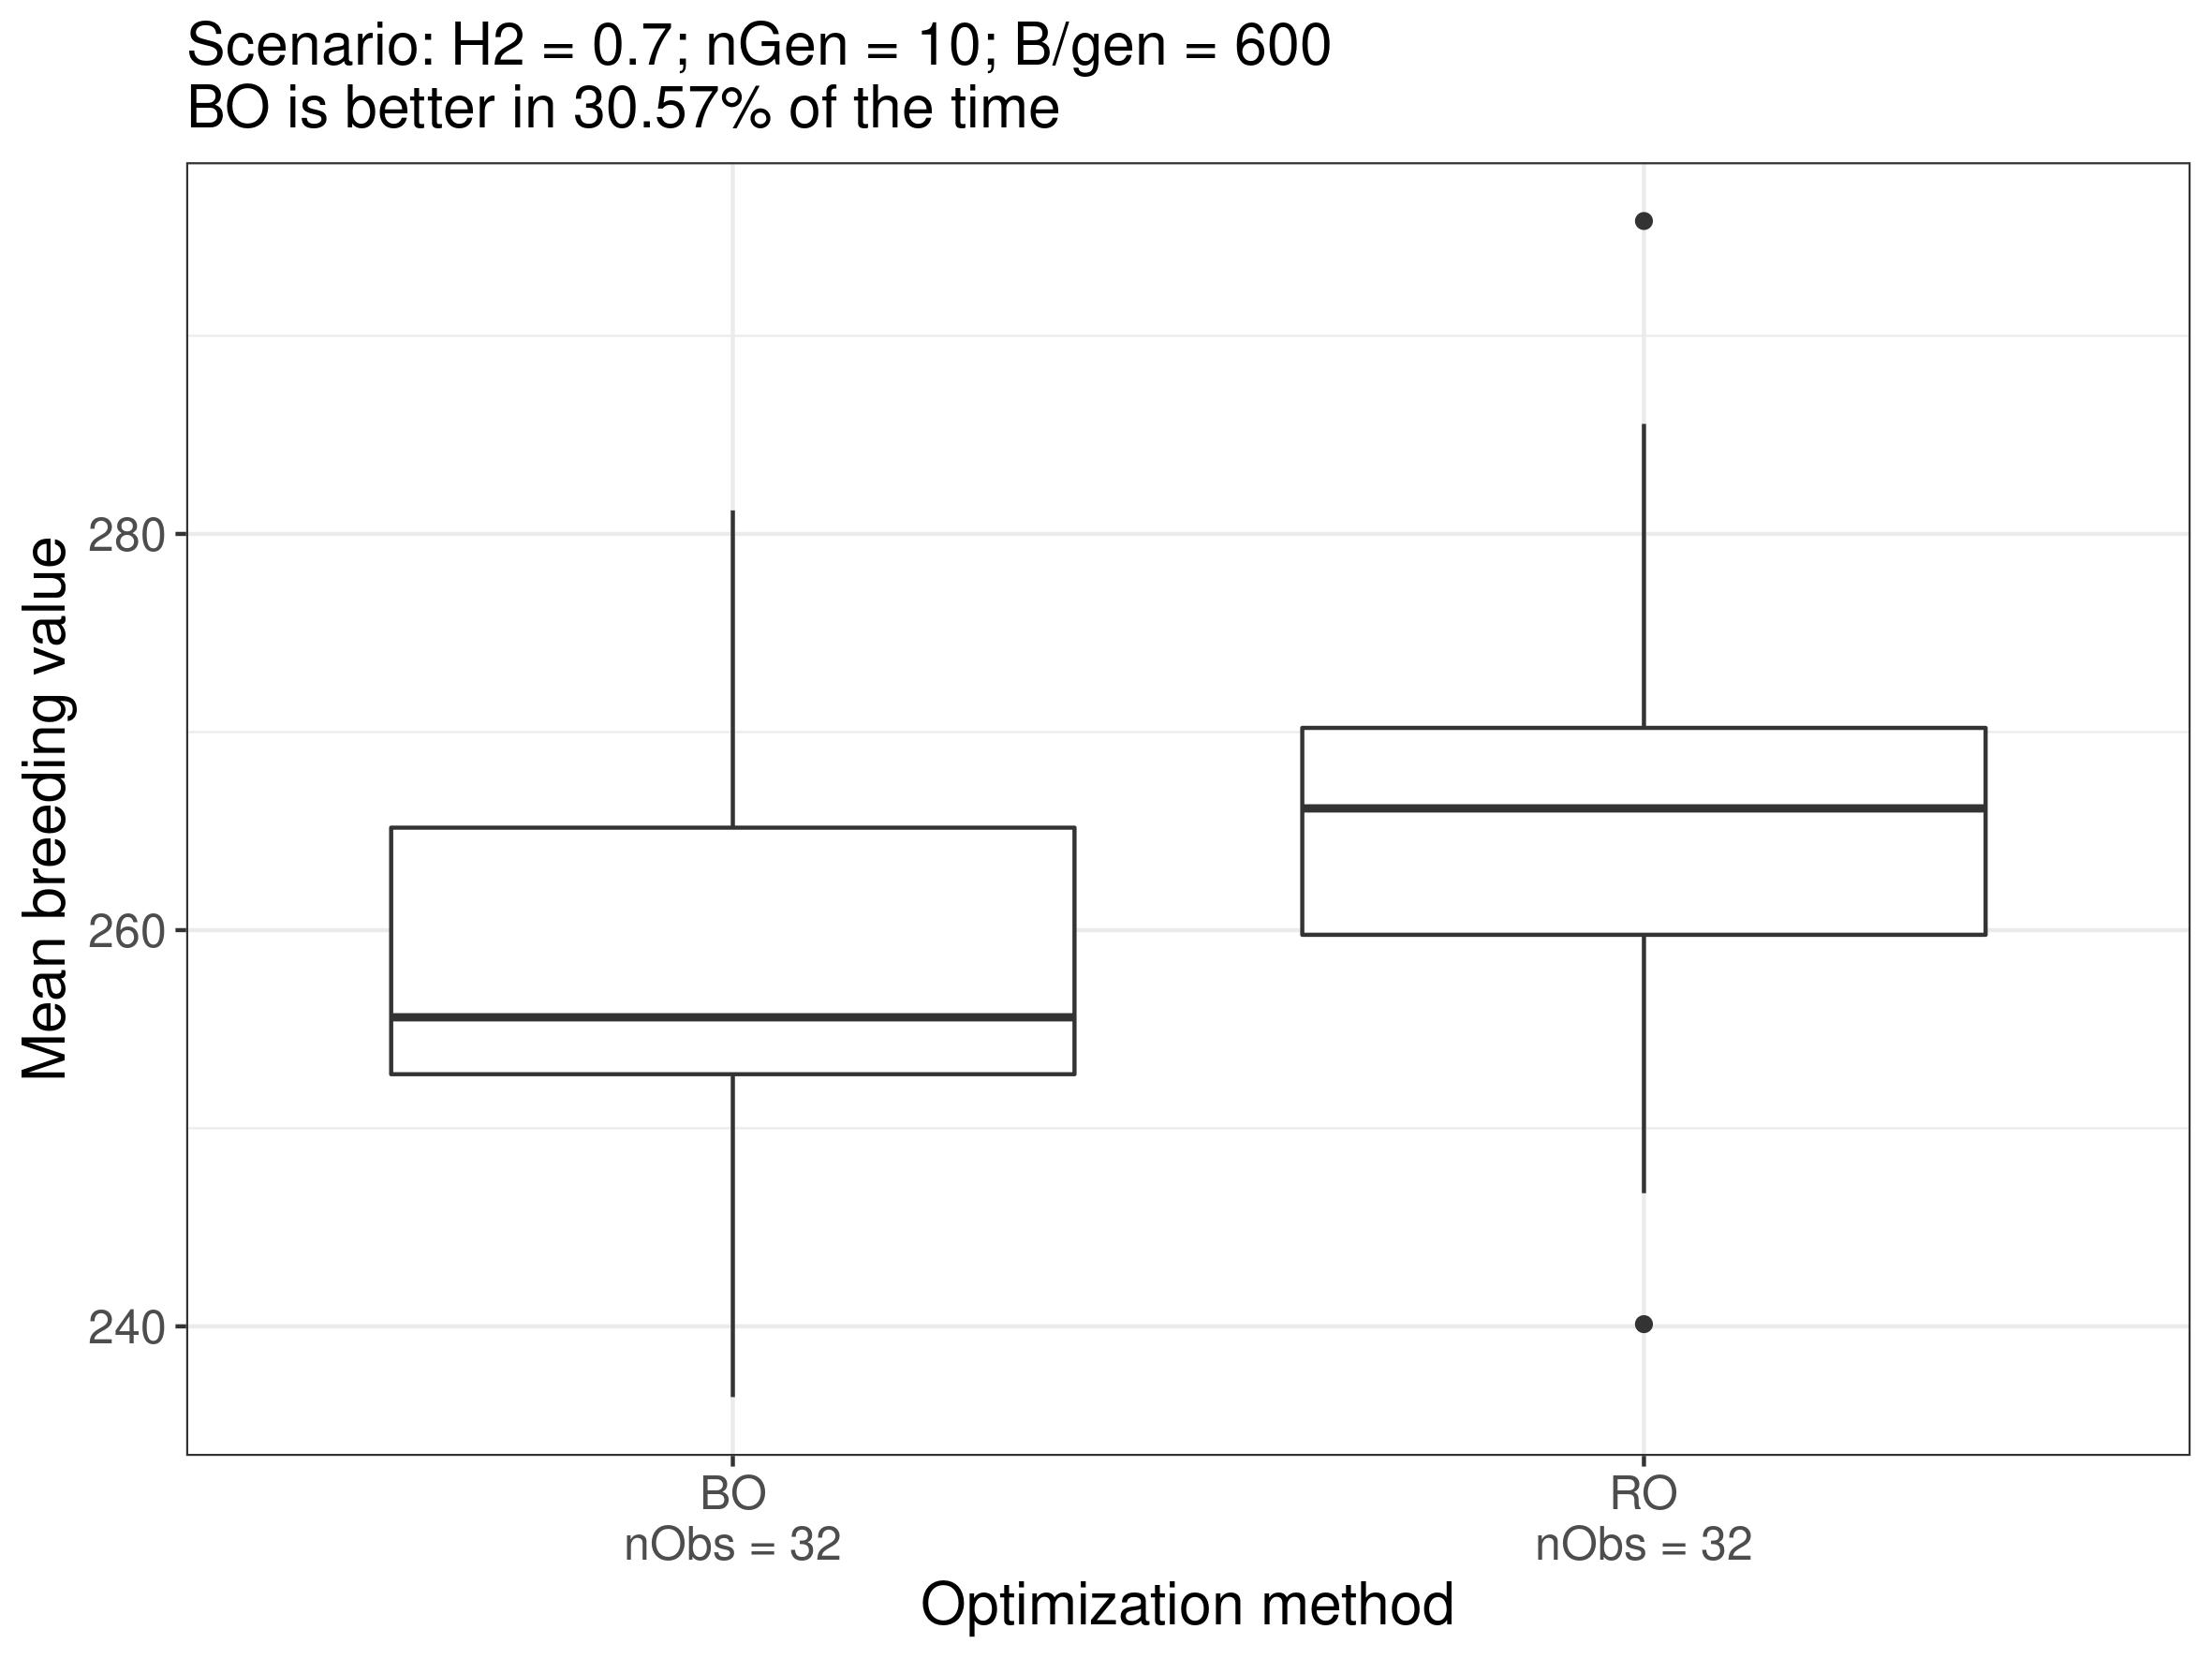 Scenario: H2 = 0.7; nGen = 10; B/gen = 600
BO is better in 30.57% of the time
Mean breeding value
280
260
240
BO
nObs = 32
RO
nObs = 32
Optimization method